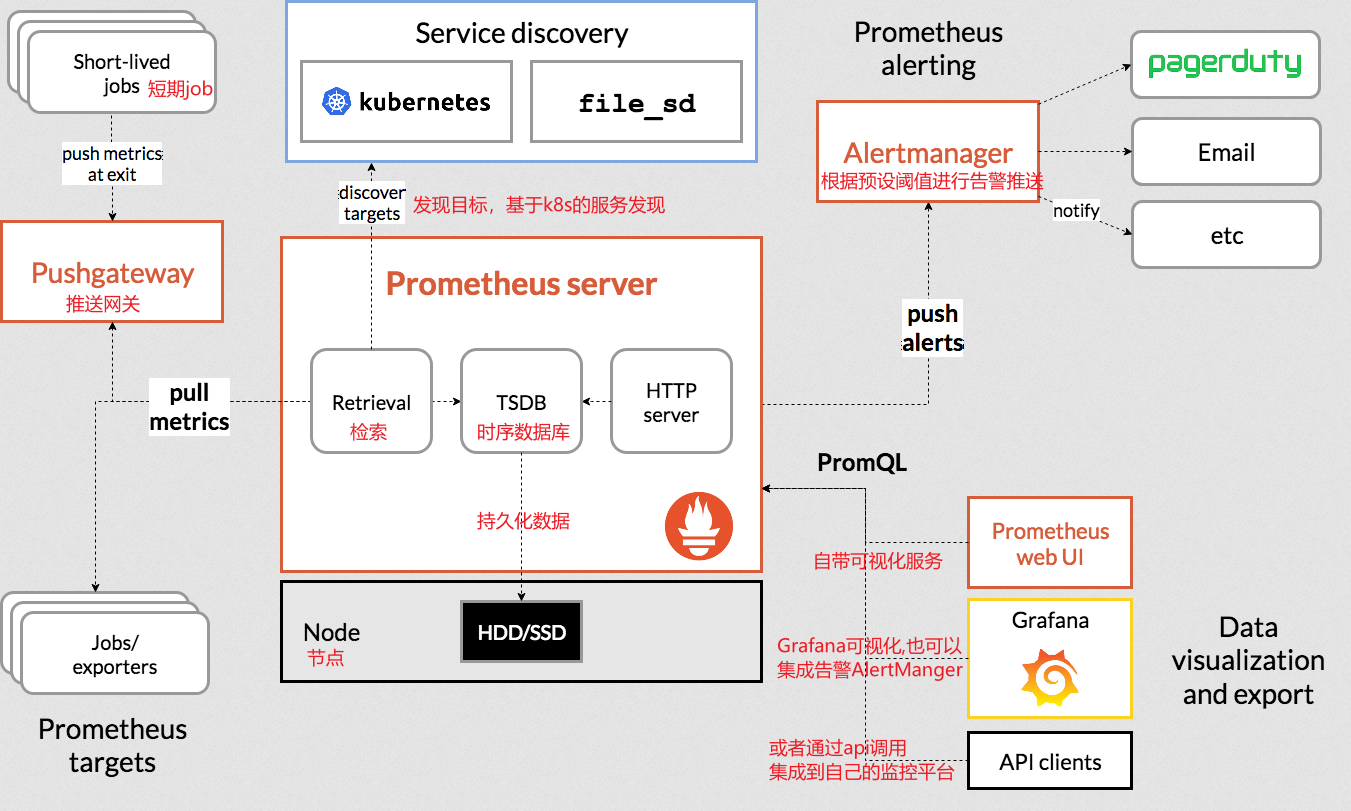 Short-lived
jobs 短期job
push metrics
at exit
Pushgateway
推送网关
pull
metrics
Jobs/
exporters
Prometheus
targets
Service discovery
kubernetes
file_sd
discover
targets
发现目标，基于k8s的服务发现
Prometheus server
Retrieval
检索
TSDB
时序数据库
HTTP
server
持久化数据
Node
节点
HDD/SSD
Prometheus
alerting
Alertmanager
根据预设阈值进行告警推送
pagerduty
Email
notify
etc
push
alerts
PromQL
Prometheus
web UI
自带可视化服务
Grafana
Grafana可视化,也可以
集成告警AlertManger
API clients
或者通过api调用
集成到自己的监控平台
Data
visualization
and export